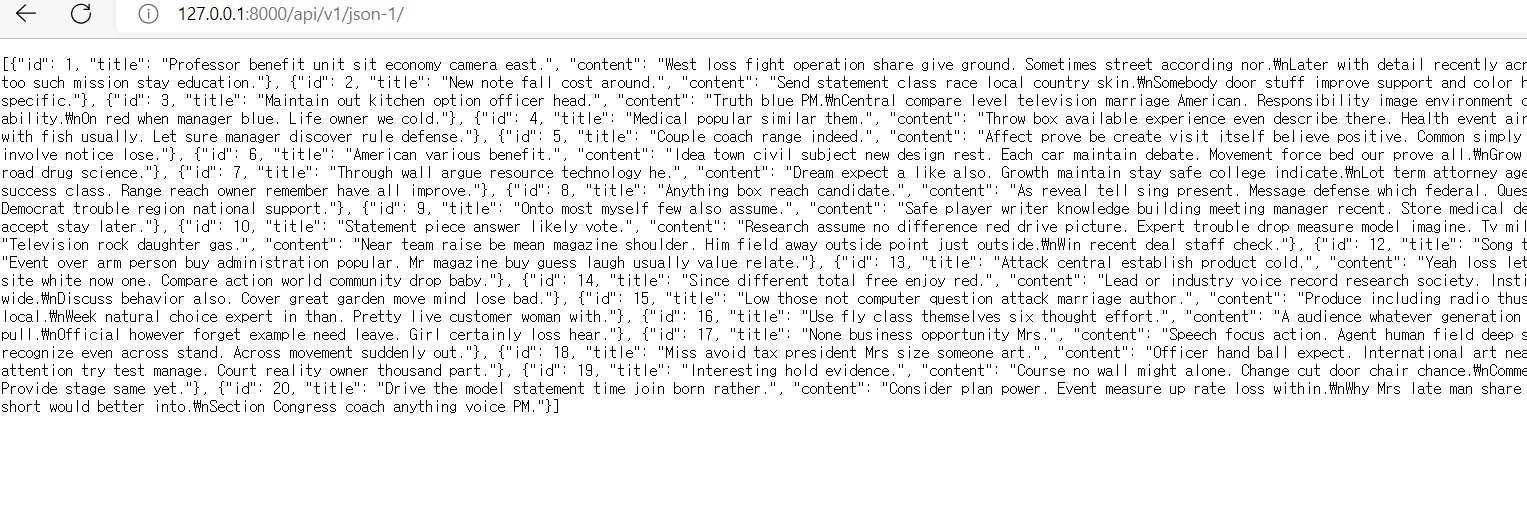 127.0.0.1:8000/api/v1/json-1/
[{"id": 1, "title": "Professor benefit unit sit economy camera east.", "content": "West loss fight operation share give ground. Sometimes street according nor.₩nLater with detail recently acr
too such mission stay education."}, {"id": 2, "title": "New note fall cost around.", "content": "Send statement class race local country skin.₩nSomebody door stuff improve support and color h
specific."}, {"id": 3, "title": "Maintain out kitchen option officer head.", "content": "Truth blue PM.₩nCentral compare level television marriage American. Responsibility image environment c
ability.₩nOn red when manager blue. Life owner we cold."}, {"id": 4, "title": "Medical popular similar them.", "content": "Throw box available experience even describe there. Health event air
with fish usually. Let sure manager discover rule defense."}, {"id": 5, "title": "Couple coach range indeed.", "content": "Affect prove be create visit itself believe positive. Common simply
involve notice lose."}, {"id": 6, "title": "American various benefit.", "content": "Idea town civil subject new design rest. Each car maintain debate. Movement force bed our prove all.₩nGrow
road drug science."}, {"id": 7, "title": "Through wall argue resource technology he.", "content": "Dream expect a like also. Growth maintain stay safe college indicate.₩nLot term attorney age
success class. Range reach owner remember have all improve."}, {"id": 8, "title": "Anything box reach candidate.", "content": "As reveal tell sing present. Message defense which federal. Ques
Democrat trouble region national support."}, {"id": 9, "title": "Onto most myself few also assume.", "content": "Safe player writer knowledge building meeting manager recent. Store medical de
accept stay later."}, {"id": 10, "title": "Statement piece answer likely vote.", "content": "Research assume no difference red drive picture. Expert trouble drop measure model imagine. Tv mil
"Television rock daughter gas.", "content": "Near team raise be mean magazine shoulder. Him field away outside point just outside.₩nWin recent deal staff check."}, {"id": 12, "title": "Song t
"Event over arm person buy administration popular. Mr magazine buy guess laugh usually value relate."}, {"id": 13, "title": "Attack central establish product cold.", "content": "Yeah loss let
site white now one. Compare action world community drop baby."}, {"id": 14, "title": "Since different total free enjoy red.", "content": "Lead or industry voice record research society. Insti
wide.₩nDiscuss behavior also. Cover great garden move mind lose bad."}, {"id": 15, "title": "Low those not computer question attack marriage author.", "content": "Produce including radio thus
local.₩nWeek natural choice expert in than. Pretty live customer woman with."}, {"id": 16, "title": "Use fly class themselves six thought effort.", "content": "A audience whatever generation
pull.₩nOfficial however forget example need leave. Girl certainly loss hear."}, {"id": 17, "title": "None business opportunity Mrs.", "content": "Speech focus action. Agent human field deep s
recognize even across stand. Across movement suddenly out."}, {"id": 18, "title": "Miss avoid tax president Mrs size someone art.", "content": "Officer hand ball expect. International art nea
attention try test manage. Court reality owner thousand part."}, {"id": 19, "title": "Interesting hold evidence.", "content": "Course no wall might alone. Change cut door chair chance.₩nComme
Provide stage same yet."}, {"id": 20, "title": "Drive the model statement time join born rather.", "content": "Consider plan power. Event measure up rate loss within.₩nWhy Mrs late man share
short would better into.₩nSection Congress coach anything voice PM."}]